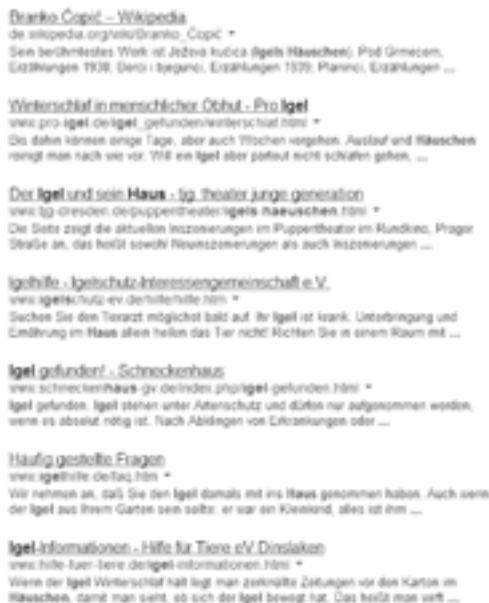 Branko Ćopić – Wikipedia
de.wikipedia.org/wiki/Branko_Ćopić
Sein berühmtestes Werk ist Ježeva kućica (Igels Häuschen). Pod Grmecem,
Erzählungen 1938; Borci i bjegunci, Erzählungen 1939; Planinci, Erzählungen ...
Winterschlaf in menschlicher Obhut - Pro Igel
www.pro-igel.de/igel_gefunden/winterschlaf.html
Bis dahin können einige Tage, aber auch Wochen vergehen. Auslauf und Häuschen
reinigt man nach wie vor. Will ein Igel aber partout nicht schlafen gehen, ...
Der Igel und sein Haus - tjg. theater junge generation
www.tjg-dresden.de/puppentheater/igels-haeuschen.html
Die Seite zeigt die aktuellen Inszenierungen im Puppentheater im Rundkino, Prager
Straße an, das heißt sowohl Neuinszenierungen als auch Inszenierungen ...
Igelhilfe - Igelschutz-Interessengemeinschaft e.V.
www.igelschutz-ev.de/hilfe/hilfe.htm
Suchen Sie den Tierarzt möglichst bald auf. Ihr Igel ist krank. Unterbringung und
Ernährung im Haus allein heilen das Tier nicht! Richten Sie in einem Raum mit ...
Igel gefunden! - Schneckenhaus
www.schneckenhaus-gv.de/index.php/igel-gefunden.html
Igel gefunden. Igel stehen unter Artenschutz und dürfen nur aufgenommen werden,
wenn es absolut nötig ist. Nach Abklingen von Erkrankungen oder ...
Häufig gestellte Fragen
www.igelhilfe.de/faq.htm
Wir nehmen an, daß Sie den Igel damals mit ins Haus genommen haben. Auch wenn
der Igel aus Ihrem Garten sein sollte: er war ein Kleinkind, alles ist ihm ...
Igel-Informationen - Hilfe für Tiere eV Dinslaken
www.hilfe-fuer-tiere.de/igel-informationen.html
Wenn der Igel Winterschlaf hält legt man zerknüllte Zeitungen vor den Karton im
Häuschen, damit man sieht, ob sich der Igel bewegt hat. Das heißt man wirft ...